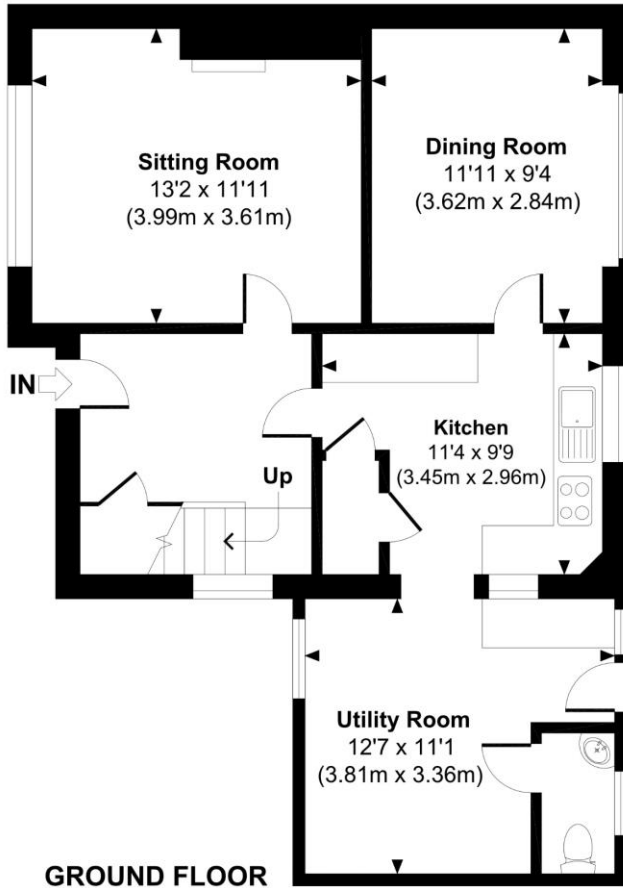 Sitting Room
13'2 x 11'11
(3.99m x 3.61m)
Dining Room
11'11 x 9'4
(3.62m x 2.84m)
IN
Up
Kitchen
11'4 x 9'9
(3.45m x 2.96m)
Utility Room
12'7 x 11'1
(3.81m x 3.36m)
GROUND FLOOR